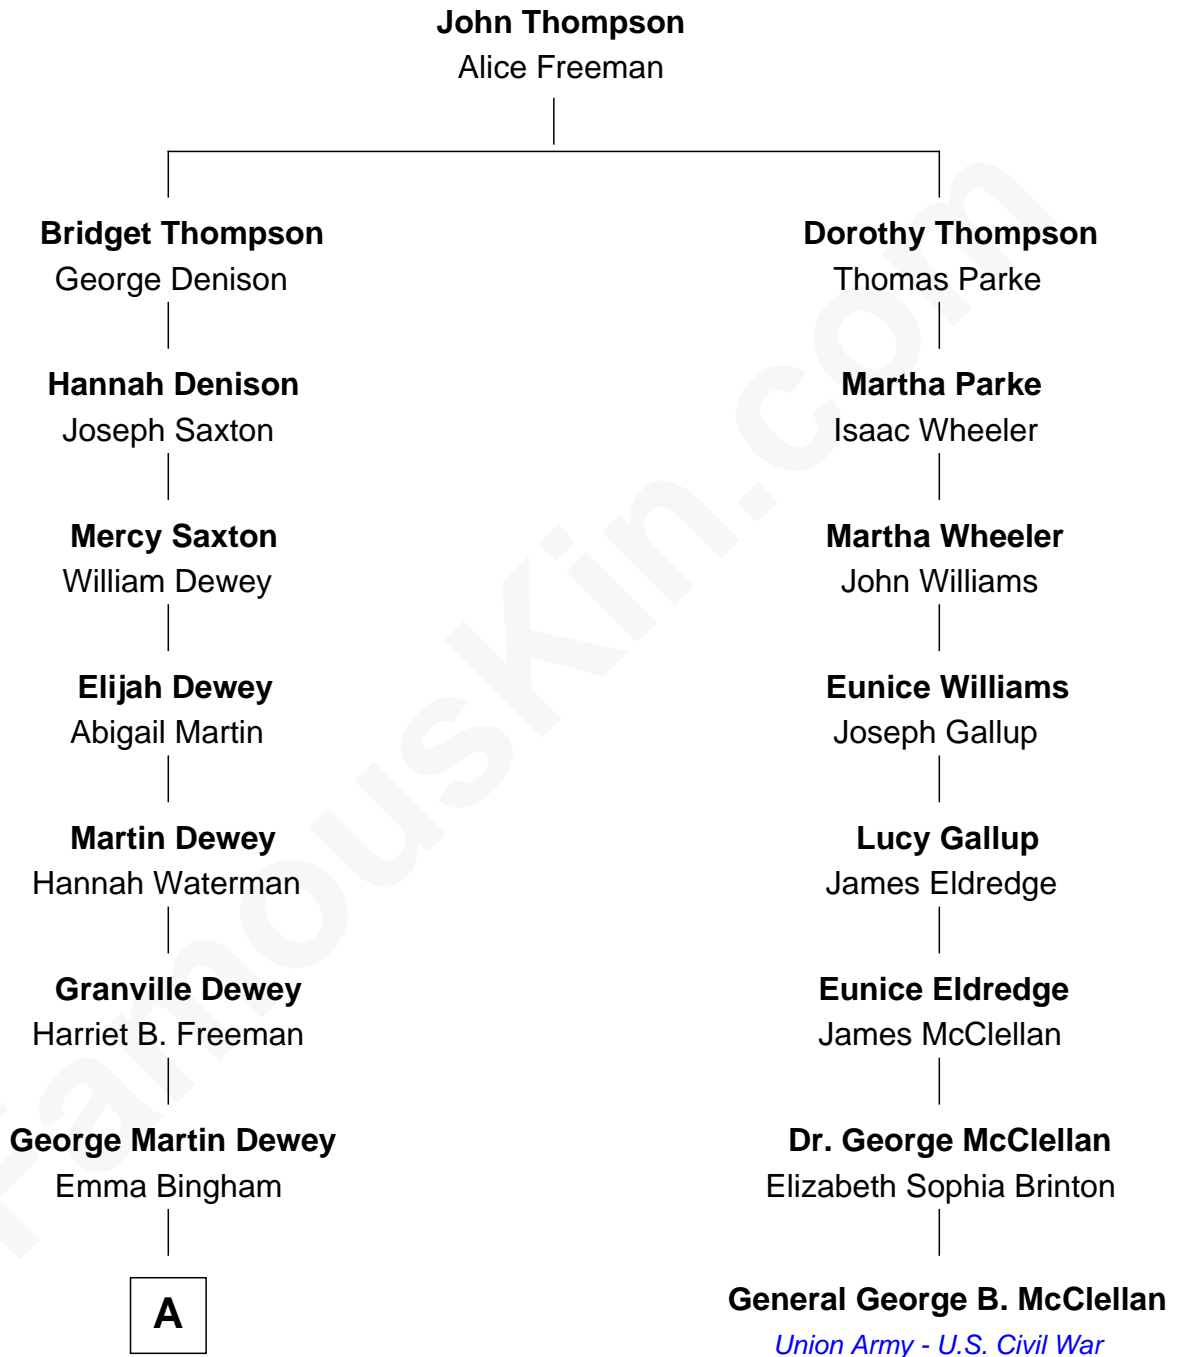 John Thompson
Alice Freeman
Bridget Thompson
George Denison
Dorothy Thompson
Thomas Parke
Hannah Denison
Joseph Saxton
Martha Parke
Isaac Wheeler
Mercy Saxton
William Dewey
Martha Wheeler
John Williams
Elijah Dewey
Abigail Martin
Eunice Williams
Joseph Gallup
Martin Dewey
Hannah Waterman
Lucy Gallup
James Eldredge
Granville Dewey
Harriet B. Freeman
Eunice Eldredge
James McClellan
George Martin Dewey
Emma Bingham
Dr. George McClellan
Elizabeth Sophia Brinton
A
General George B. McClellan
Union Army - U.S. Civil War
FamousKin.com